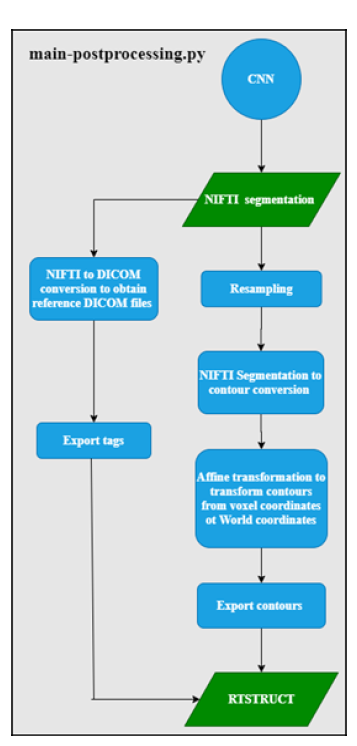 main-postprocessing.py
CNN
NIFTI segmentation
NIFTI to DICOM
conversion to obtain
reference DICOM files
Resampling
NIFTI Segmentation to
contour conversion
Export tags
Affine transformation to
transform contours
from voxel coordinates
ot World coordinates
Export contours
RTSTRUCT